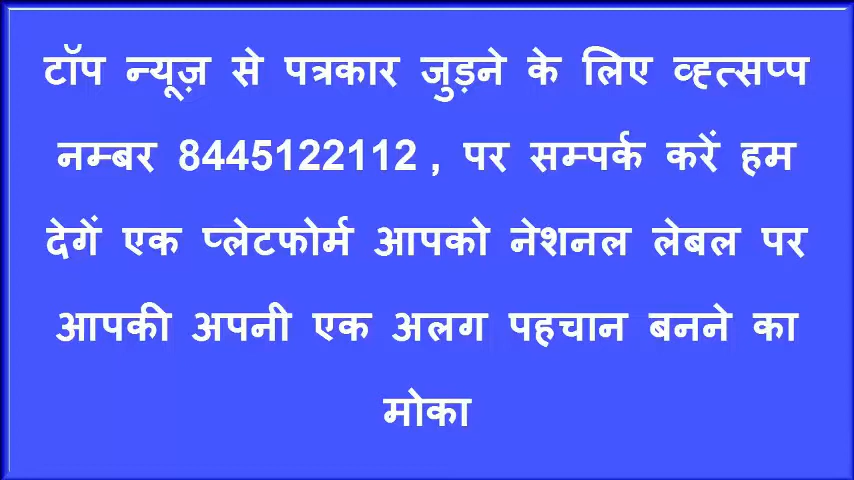 टॉप न्यूज़ से पत्रकार जुड़ने के लिए व्ह्त्सप्प
नम्बर 8445122112 , पर सम्पर्क करें हम
देगें एक प्लेटफोर्म आपको नेशनल लेबल पर
आपकी अपनी एक अलग पहचान बनने का
मोका